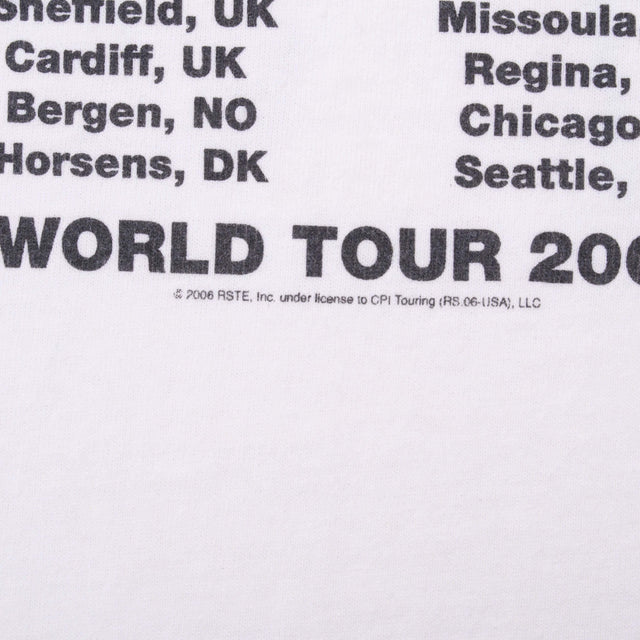 Sheffield, UK
Cardiff, UK
Bergen, NO
Horsens, DK
Missoula
Regina,
Chicago
Seattle,
WORLD TOUR 200
© 2006 RSTE, Inc. under license to CPI Touring (RS.06-USA), LLC